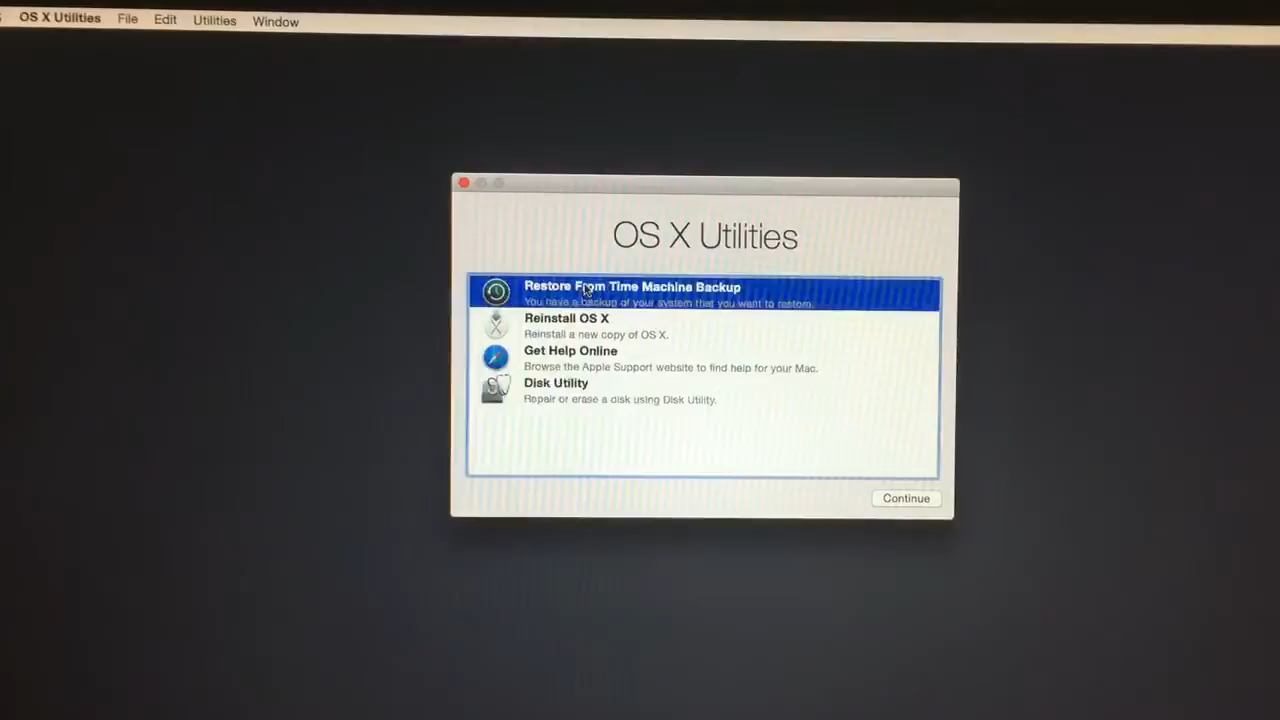 OS X Utilities File Edit Utilities Window
OS X Utilities
Restore From Time Machine Backup
You have a backup of your system that you want to restore.
Reinstall OS X
Reinstall a new copy of OS X.
Get Help Online
Browse the Apple Support website to find help for your Mac.
Disk Utility
Repair or erase a disk using Disk Utility.
Continue